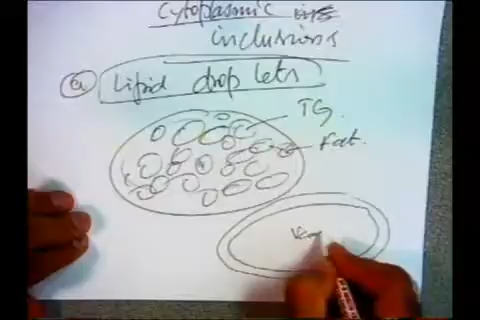 Cytoplasmic
inclusions
(a) Lipid droplets
TG.
Fat.